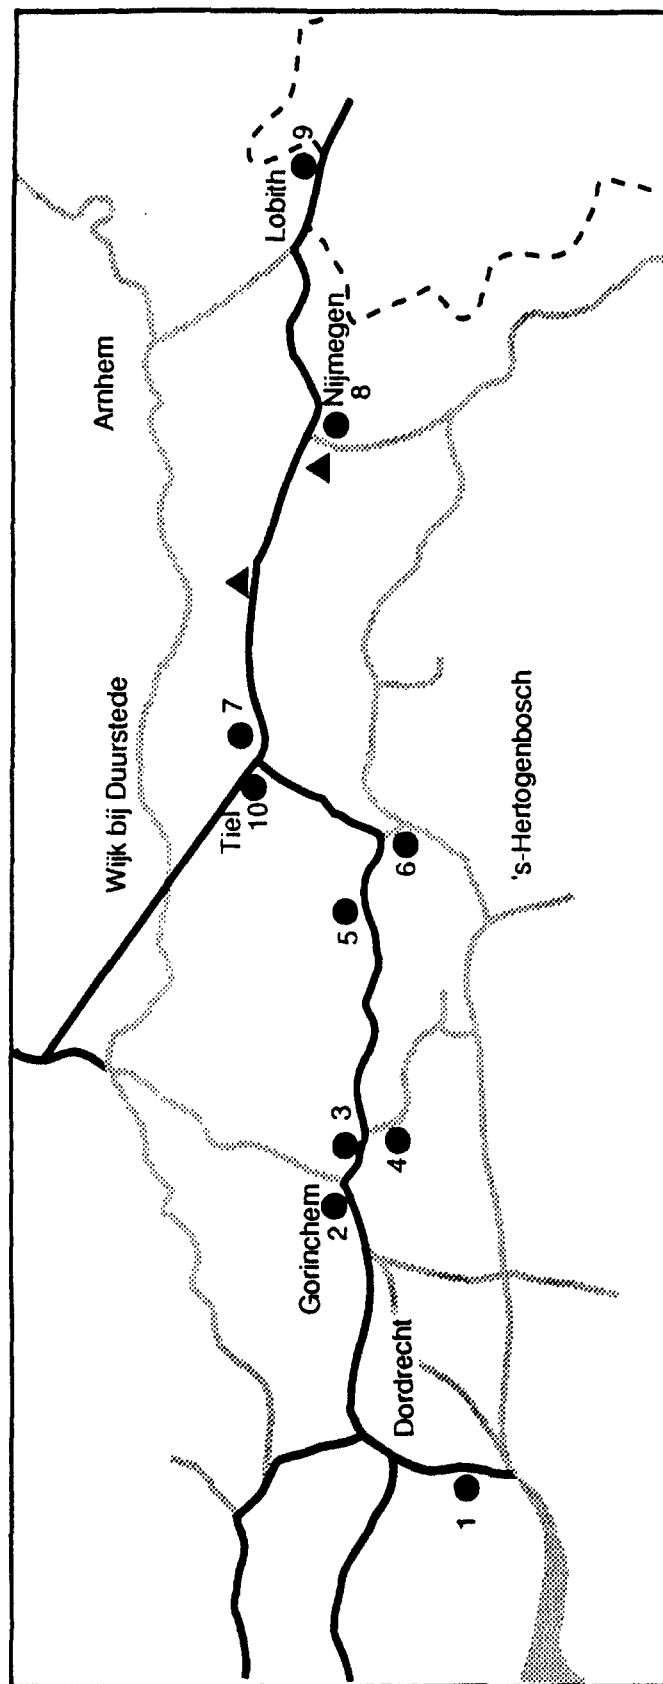 Arnhem
Lobith
9
Nijmegen
8
Wijk bij Duurstede
7
Tiel
10
's-Hertogenbosch
6
5
3
4
Gorinchem
2
Dordrecht
1